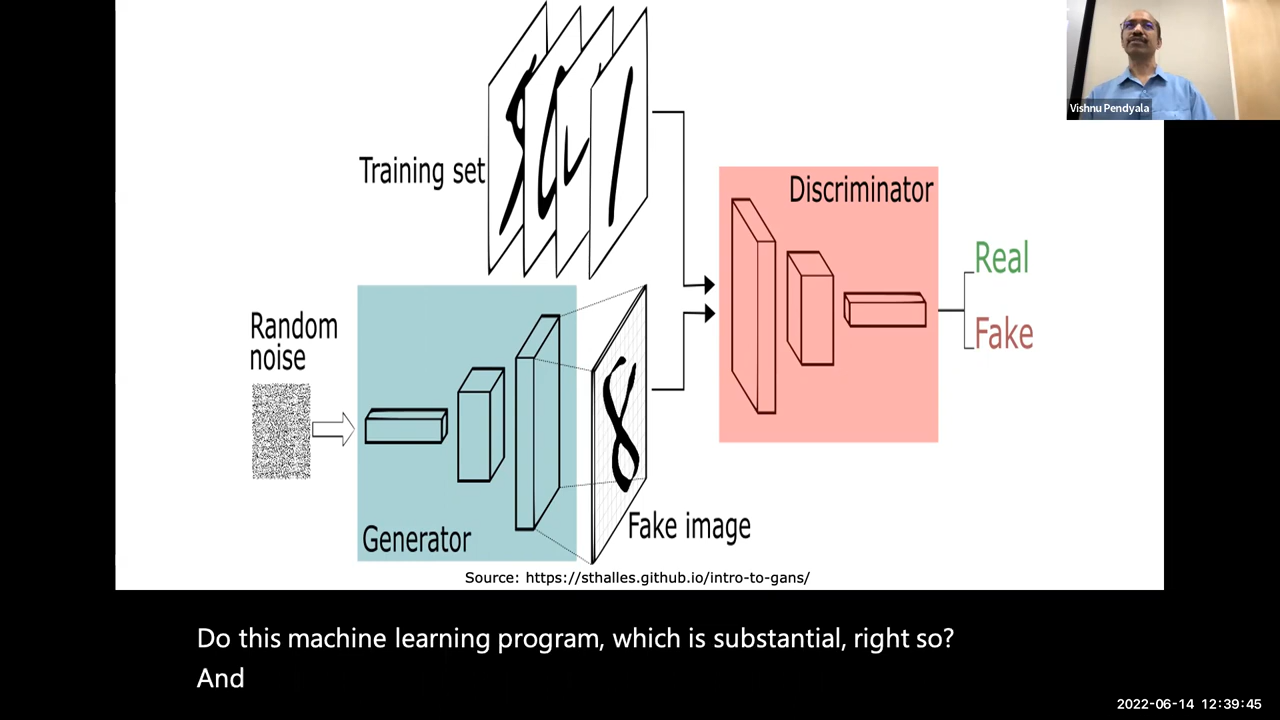 Vishnu Pendyala
Training set
Discriminator
Real
Fake
Random
noise
Generator
8
Fake image
Source: https://sthalles.github.io/intro-to-gans/
Do this machine learning program, which is substantial, right so?
And
2022-06-14 12:39:45